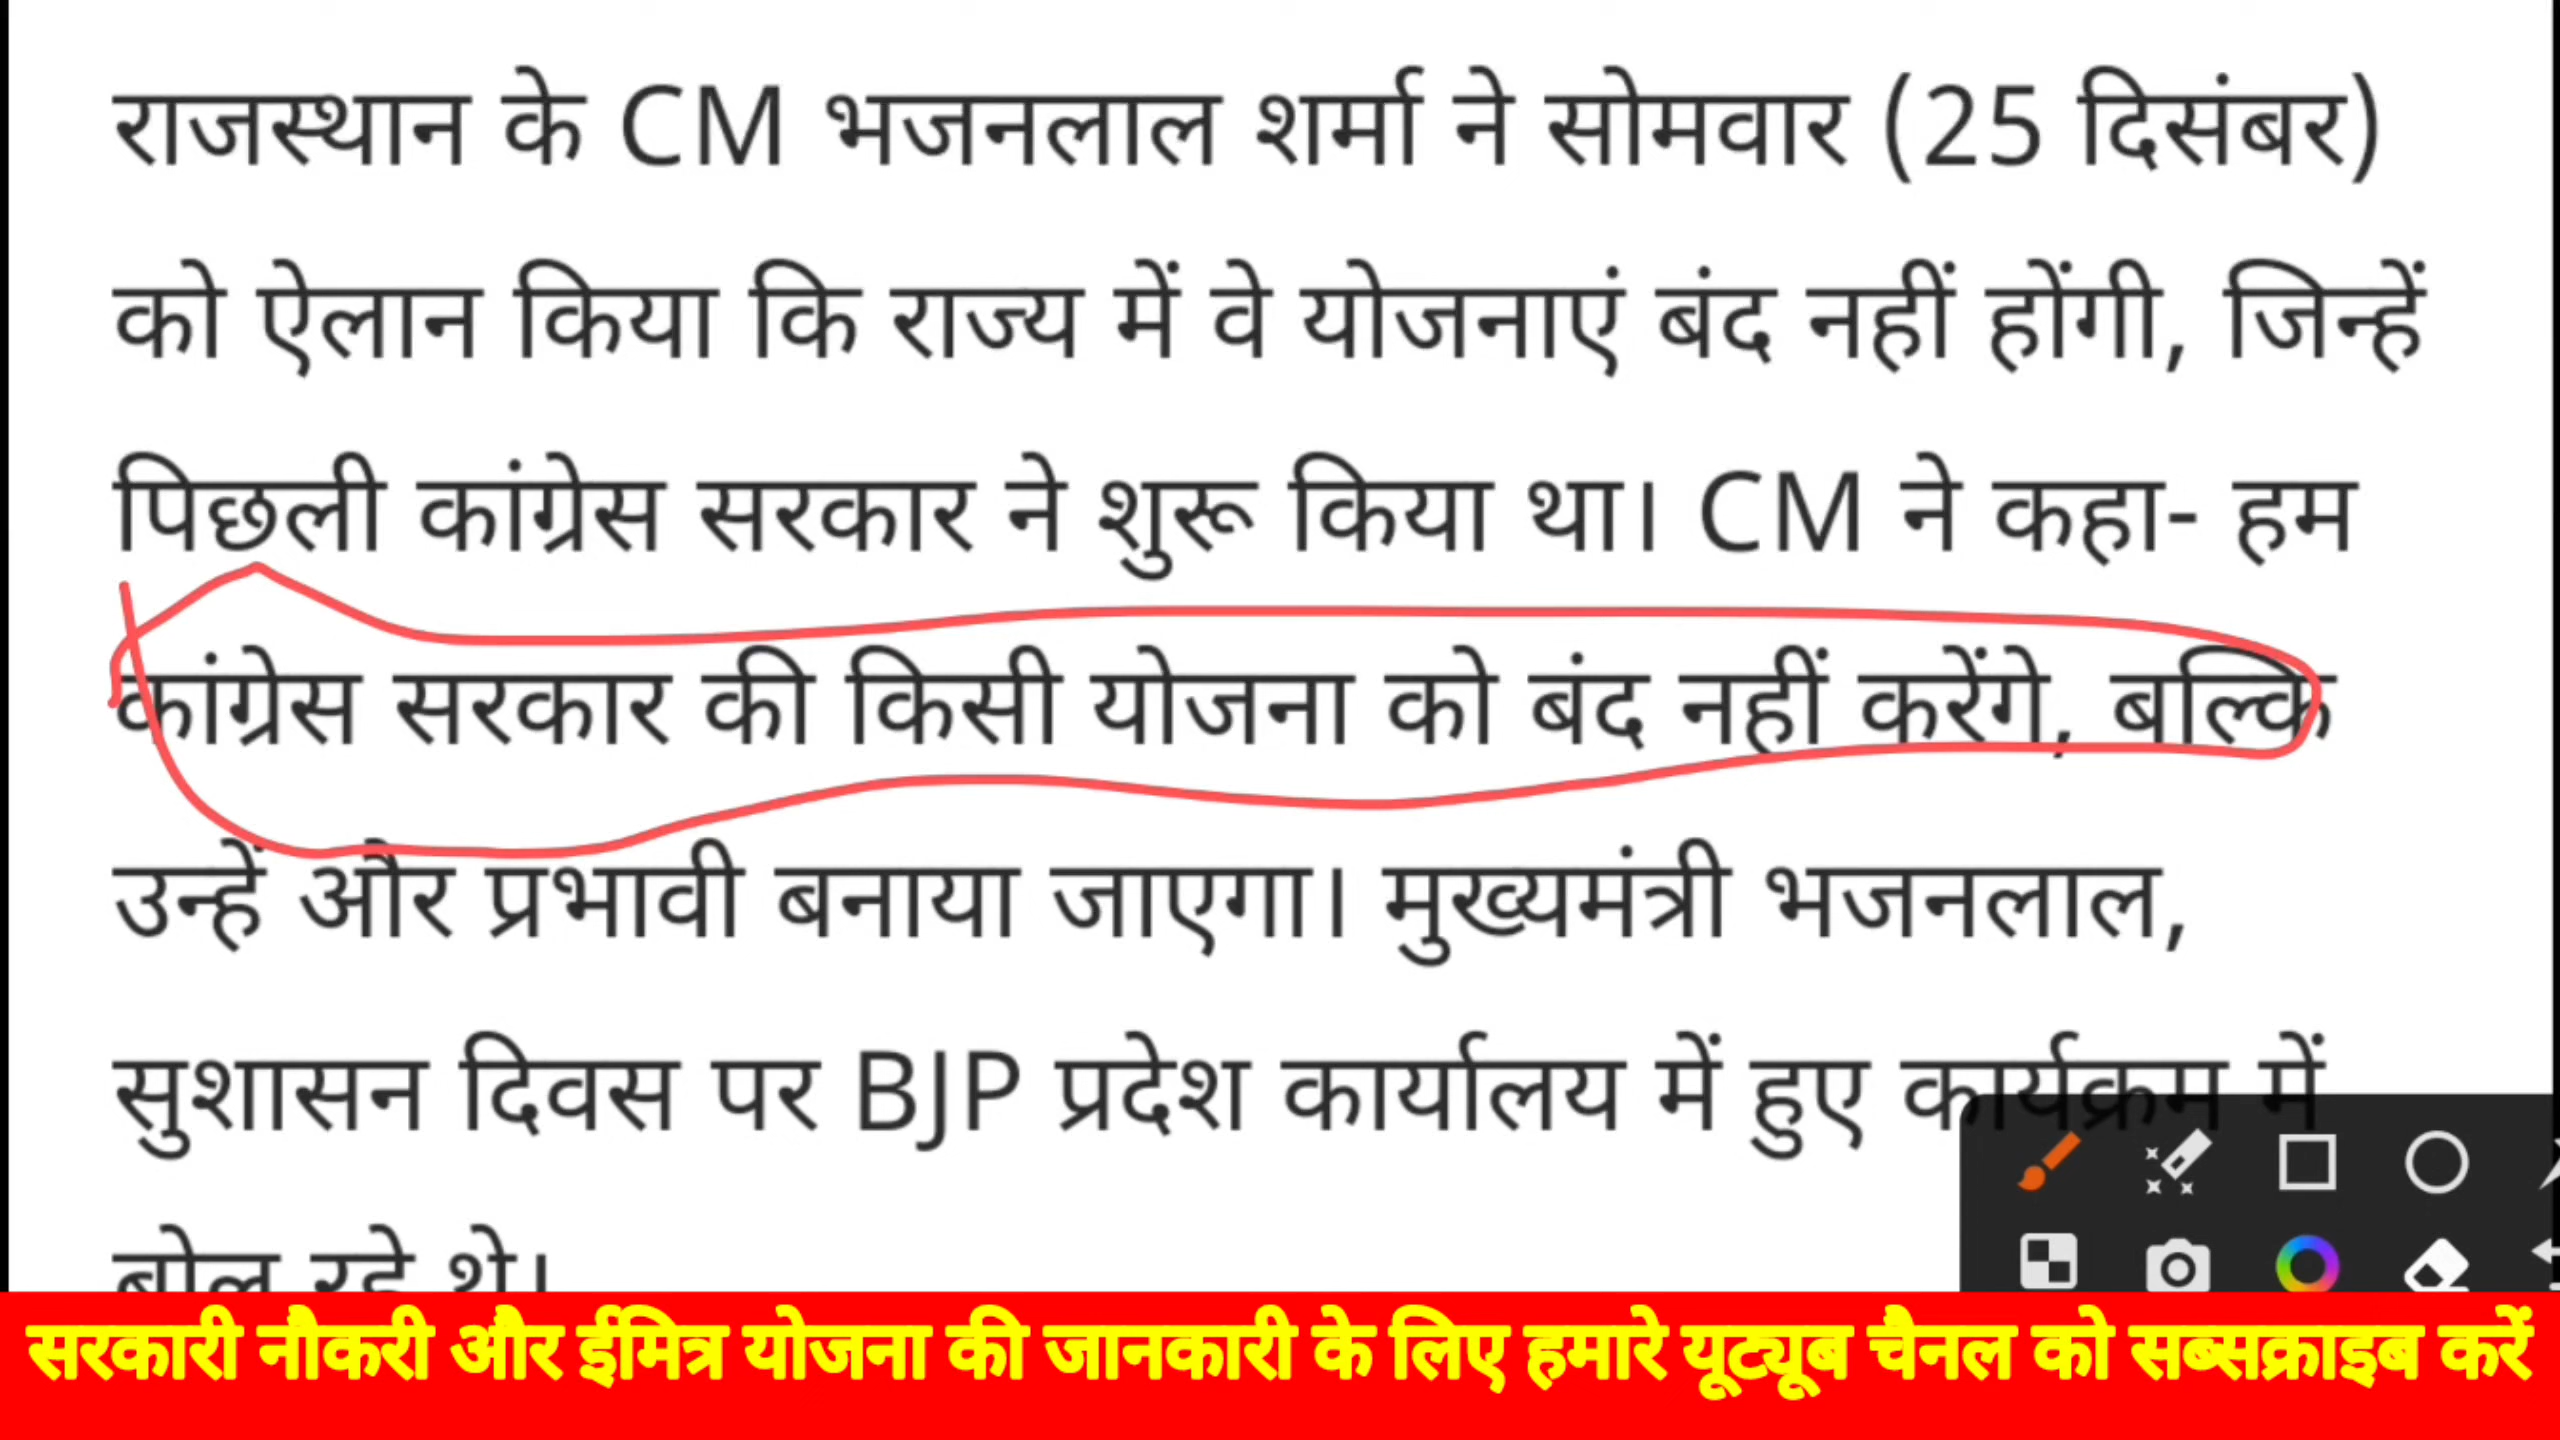 राजस्थान के CM भजनलाल शर्मा ने सोमवार (25 दिसंबर)
को ऐलान किया कि राज्य में वे योजनाएं बंद नहीं होंगी, जिन्हें
पिछली कांग्रेस सरकार ने शुरू किया था। CM ने कहा- हम
कांग्रेस सरकार की किसी योजना को बंद नहीं करेंगे, बल्कि
उन्हें और प्रभावी बनाया जाएगा। मुख्यमंत्री भजनलाल,
सुशासन दिवस पर BJP प्रदेश कार्यालय में हुए कार्यक्रम में
बोल रहे थे।
सरकारी नौकरी और ईमित्र योजना की जानकारी के लिए हमारे यूट्यूब चैनल को सब्सक्राइब करें